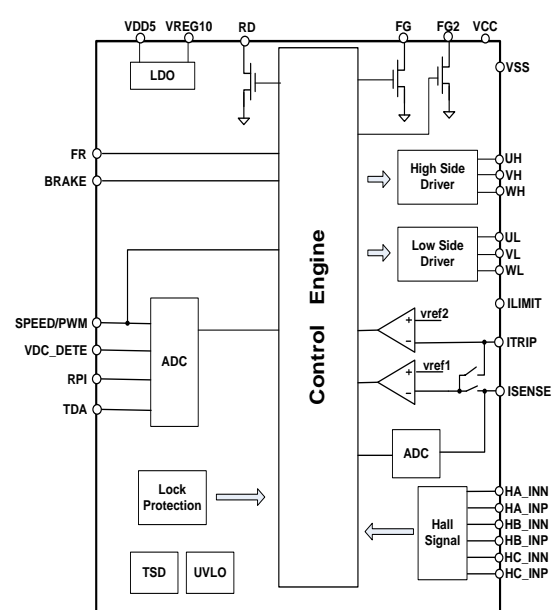 VDD5 VREG10 RD FG FG2 VCC
LDO
VSS
FR
BRAKE
High Side
Driver
UH
VH
WH
Low Side
Driver
UL
VL
WL
Control Engine
ILIMIT
SPEED/PWM
VDC_DETE
RPI
TDA
ADC
vref2
+
-
ITRIP
vref1
+
-
ISENSE
ADC
Lock
Protection
Hall
Signal
HA_INN
HA_INP
HB_INN
HB_INP
HC_INN
HC_INP
TSD
UVLO